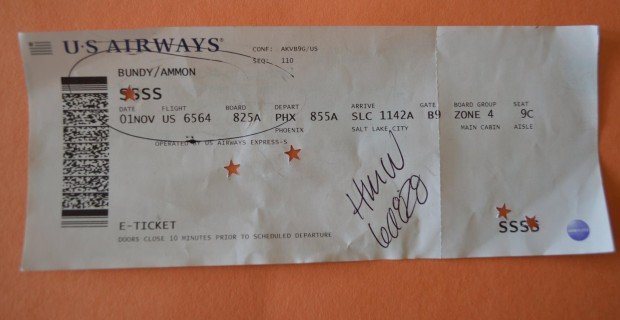 U·S AIRWAYS®
CONF: AKVB9G/US
SEQ: 110
BUNDY/AMMON
SSSS
DATE FLIGHT BOARD DEPART ARRIVE GATE BOARD GROUP SEAT
01NOV US 6564 825A PHX 855A SLC 1142A B9 ZONE 4 9C
PHOENIX SALT LAKE CITY MAIN CABIN AISLE
OPERATED BY US AIRWAYS EXPRESS-S
E-TICKET
DOORS CLOSE 10 MINUTES PRIOR TO SCHEDULED DEPARTURE
SSSS